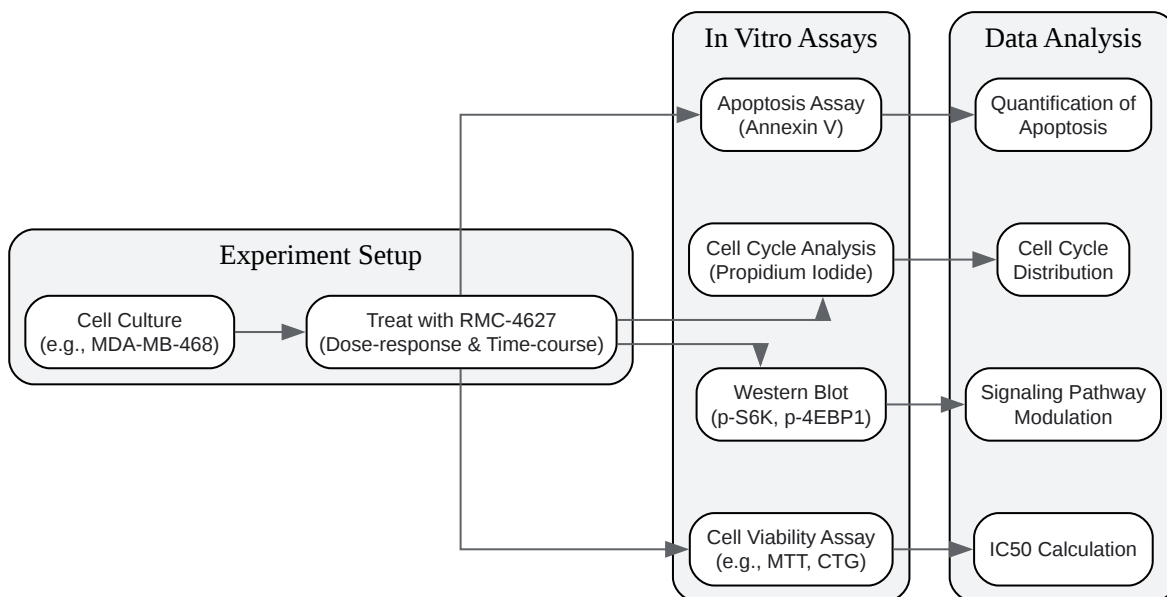 In Vitro Assays
Data Analysis
Apoptosis Assay
(Annexin V)
Quantification of
Apoptosis
Experiment Setup
Cell Cycle Analysis
(Propidium Iodide)
Cell Cycle
Distribution
Cell Culture
(e.g., MDA-MB-468)
Treat with RMC-4627
(Dose-response & Time-course)
Western Blot
(p-S6K, p-4EBP1)
Signaling Pathway
Modulation
Cell Viability Assay
(e.g., MTT, CTG)
IC50 Calculation